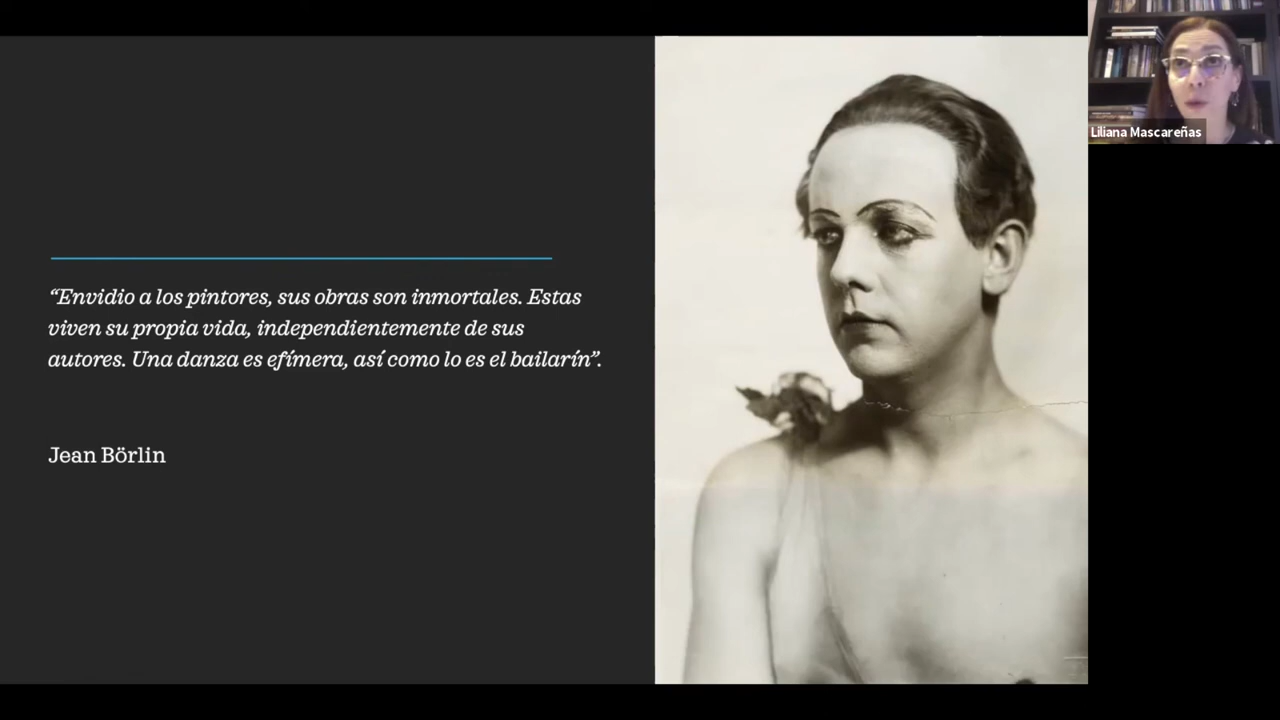 “Envidio a los pintores, sus obras son inmortales. Estas
viven su propia vida, independientemente de sus
autores. Una danza es efímera, así como lo es el bailarín”.
Jean Börlin
Liliana Mascareñas